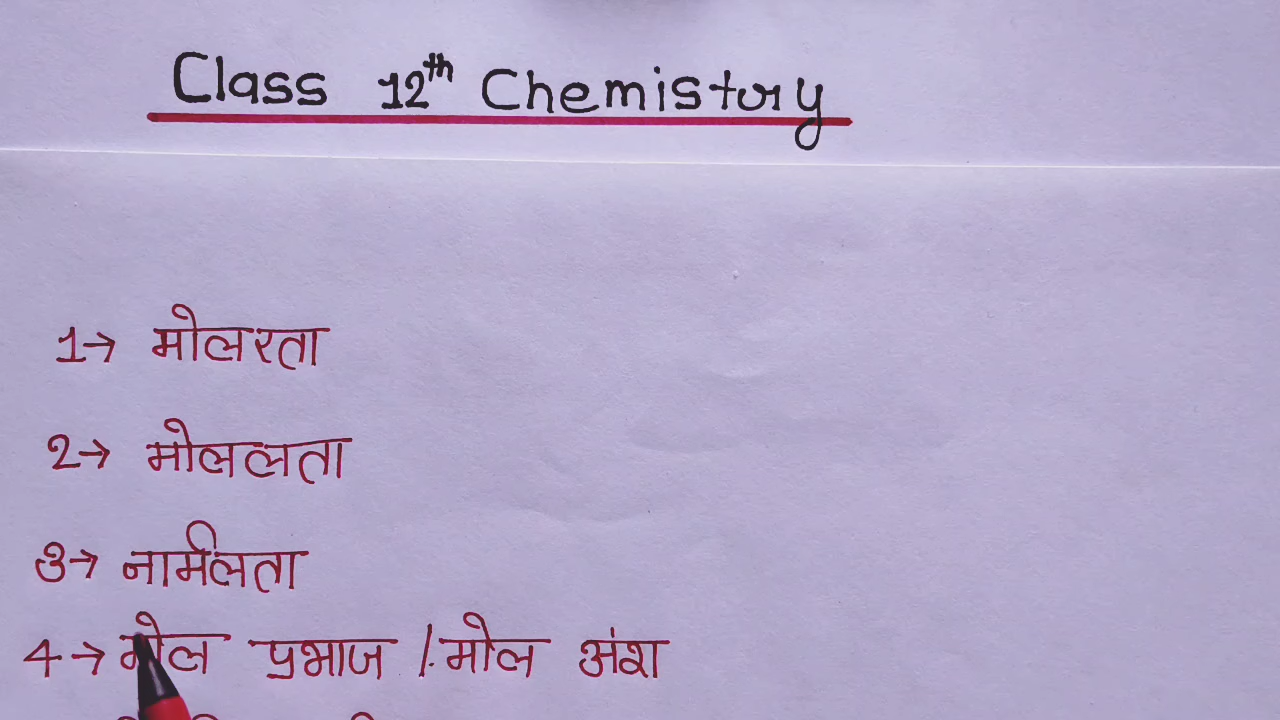 Class 12th Chemistry
1→ मोलरता
2→ मोललता
3→ नार्मलता
4→ मोल प्रभाज / मोल अंश